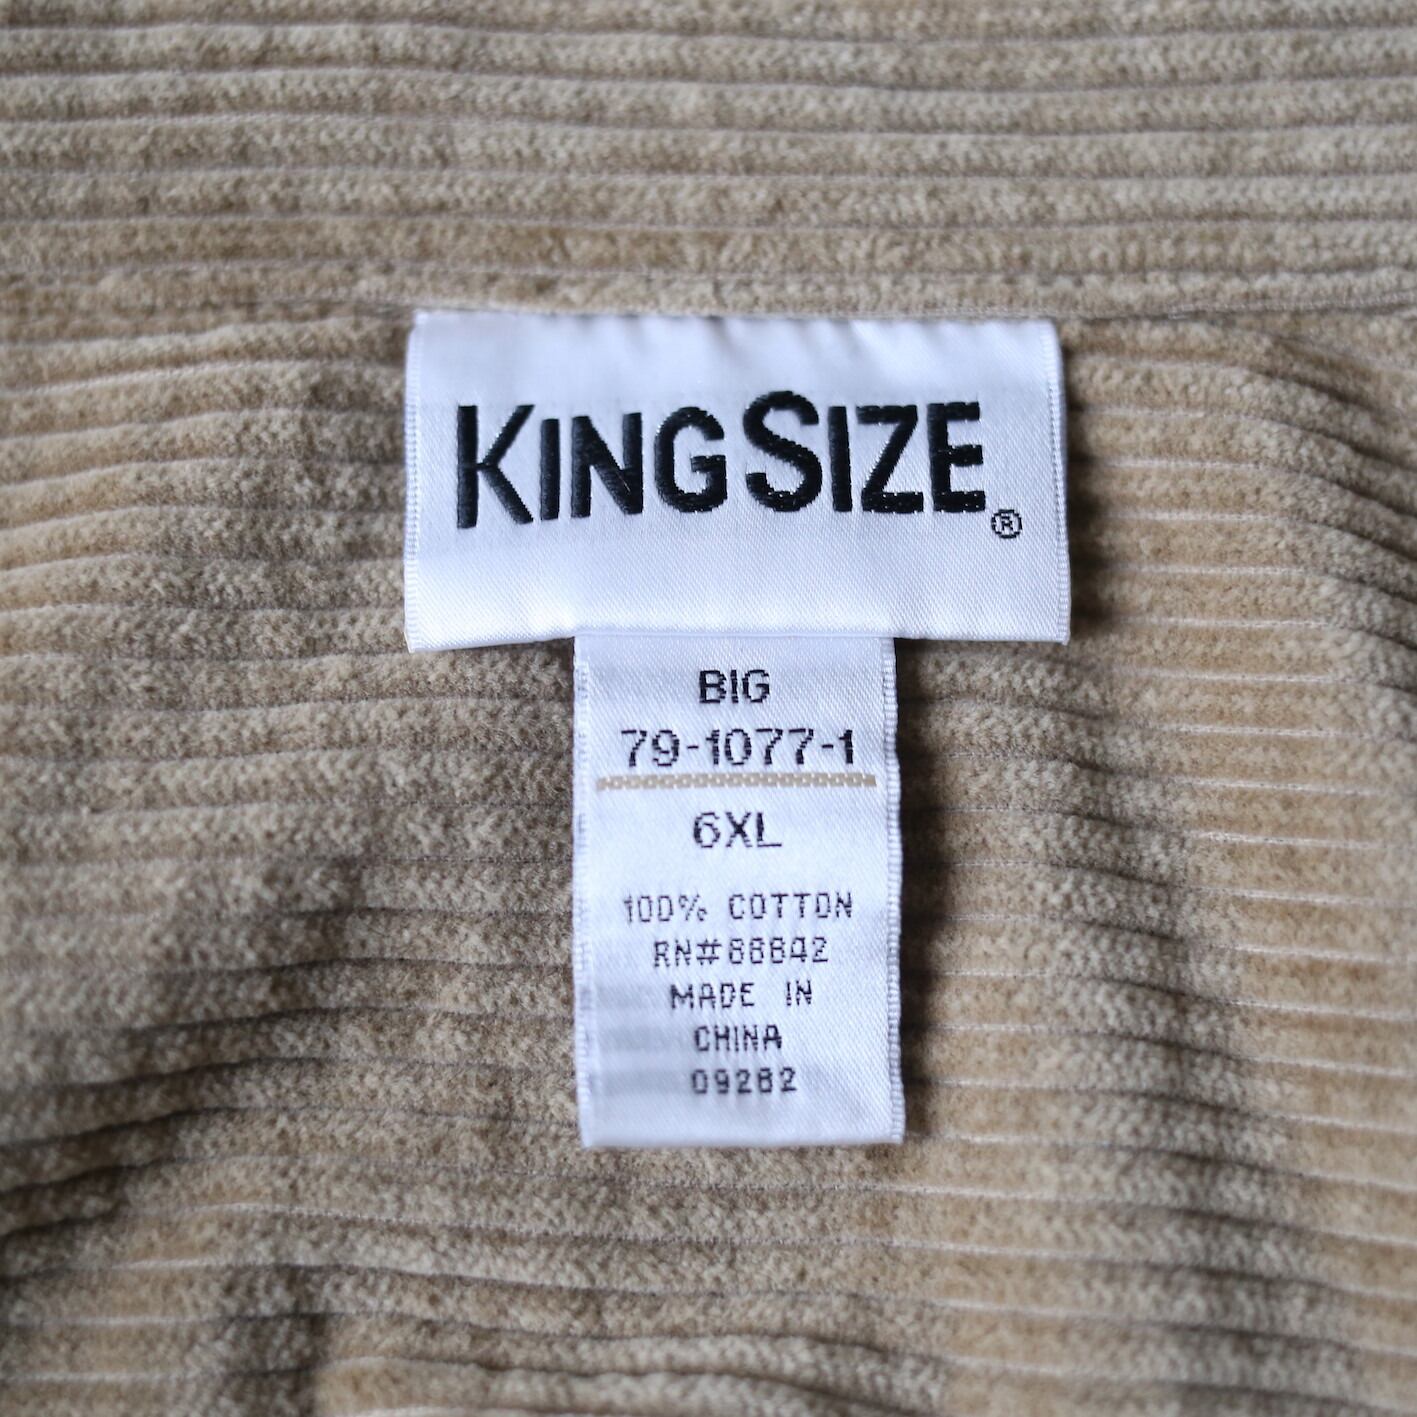 KINGSIZE®
BIG
79-1077-1
6XL
100% COTTON
RN#88842
MADE IN
CHINA
09282